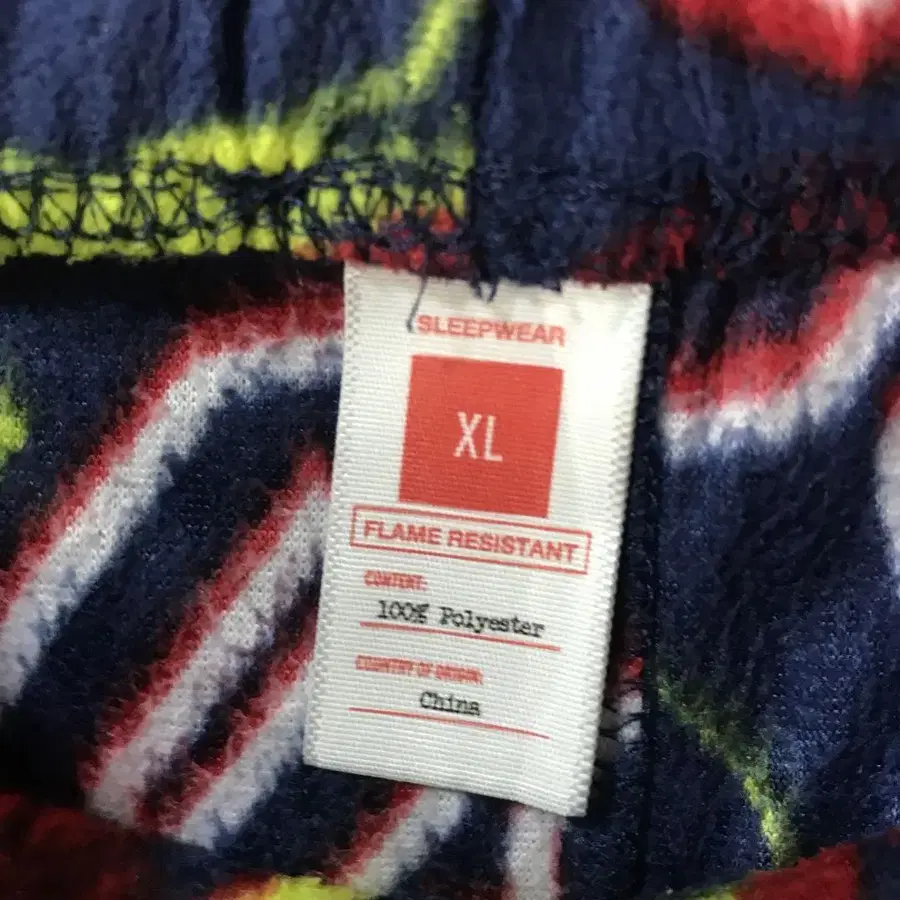 SLEEPWEAR
XL
FLAME RESISTANT
CONTENT:
100% Polyester
COUNTRY OF ORIGIN:
China